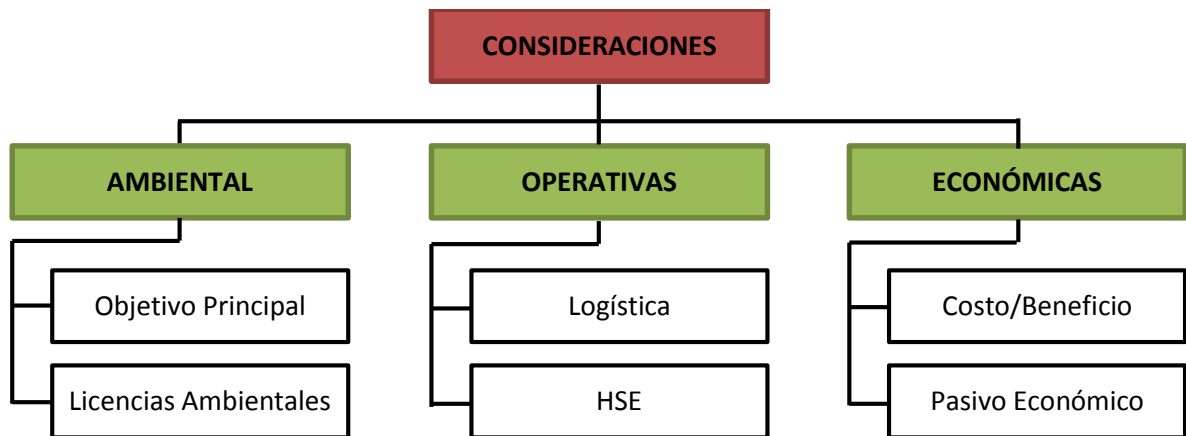 CONSIDERACIONES
AMBIENTAL
OPERATIVAS
ECONÓMICAS
Objetivo Principal
Logística
Costo/Beneficio
Licencias Ambientales
HSE
Pasivo Económico